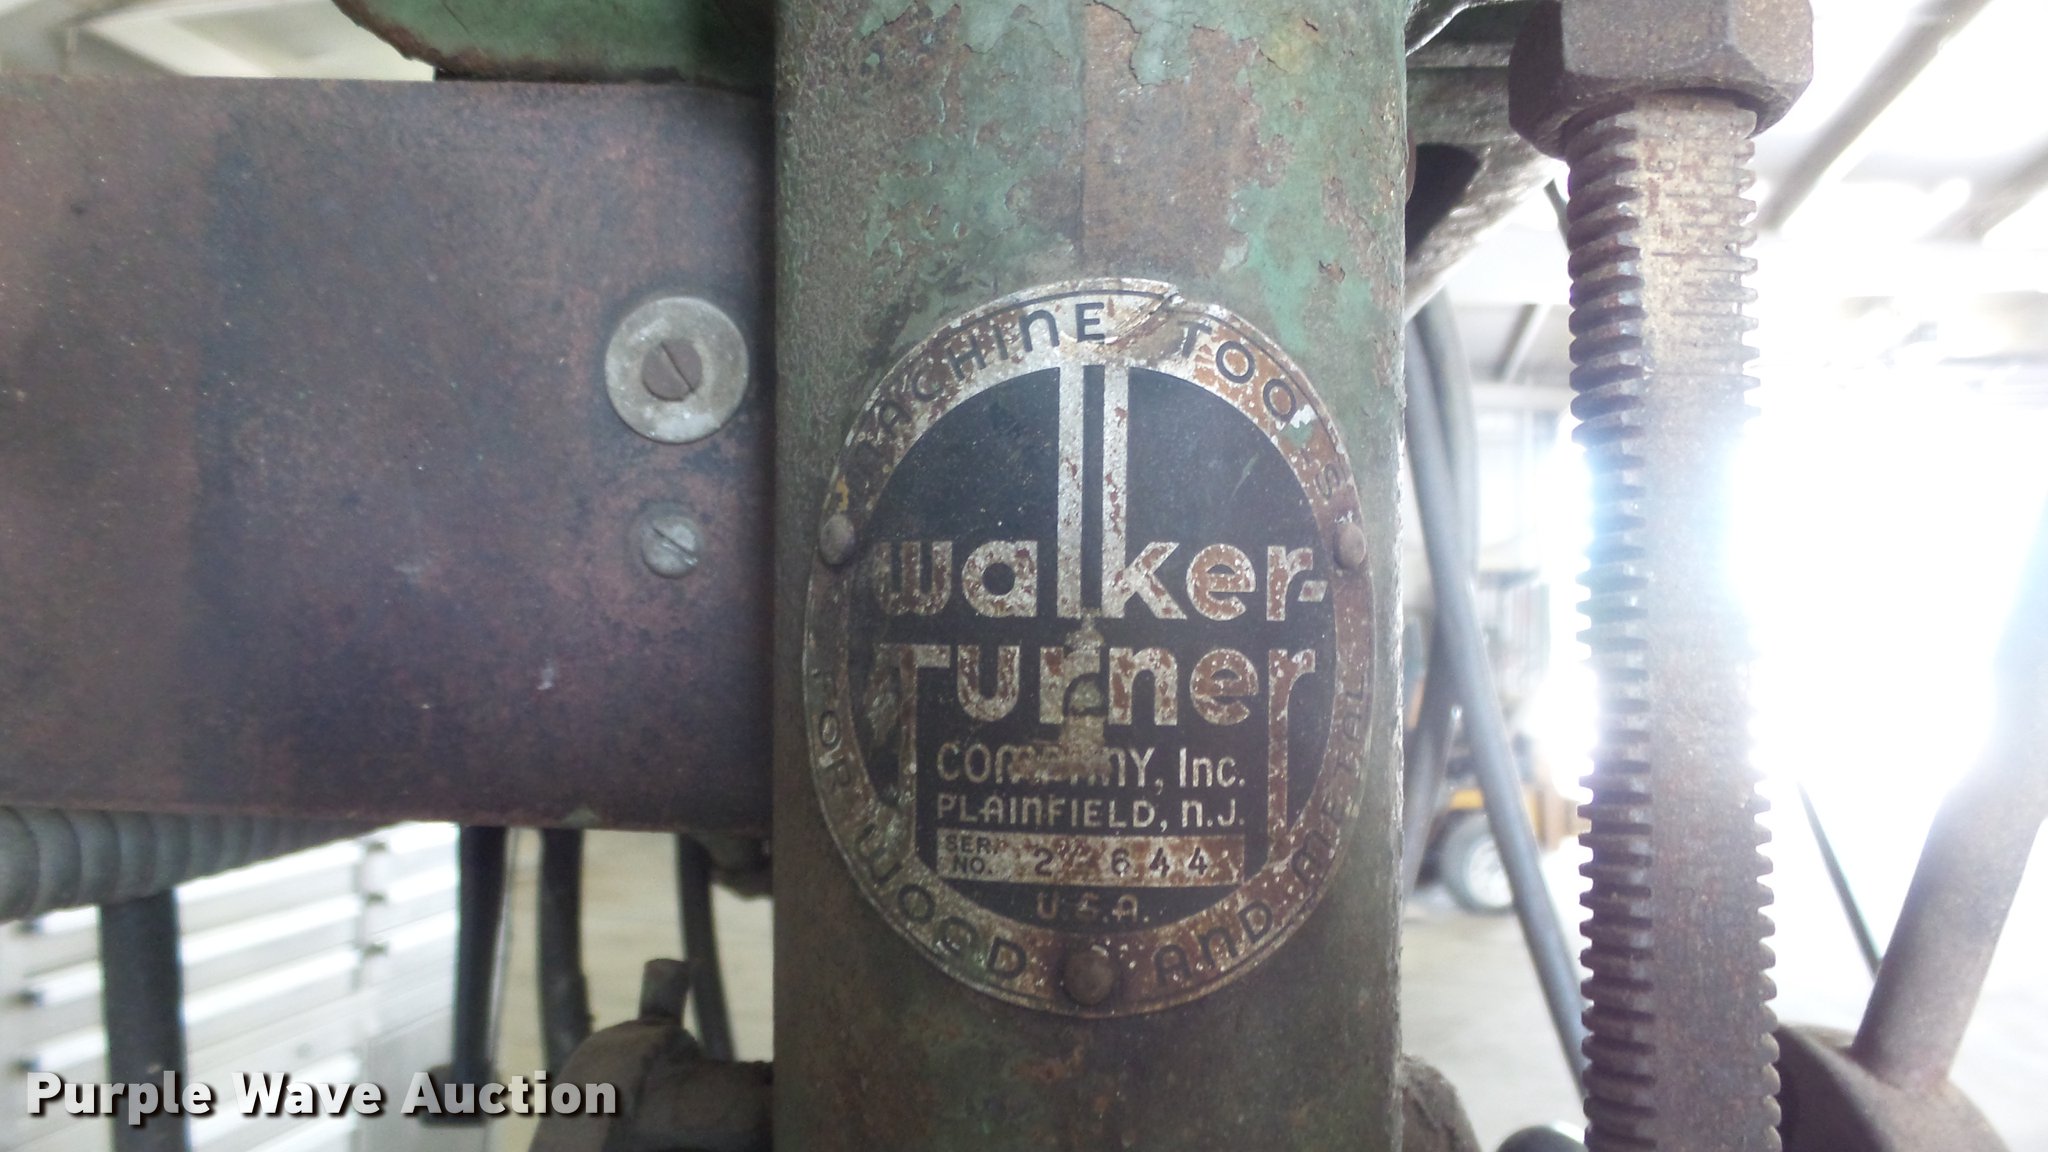 MACHINE TOOLS
walker-
Turner
COMPANY, Inc.
PLAINFIELD, N.J.
SER.
NO.
U.S.A.
FOR WOOD AND METAL
Purple Wave Auction